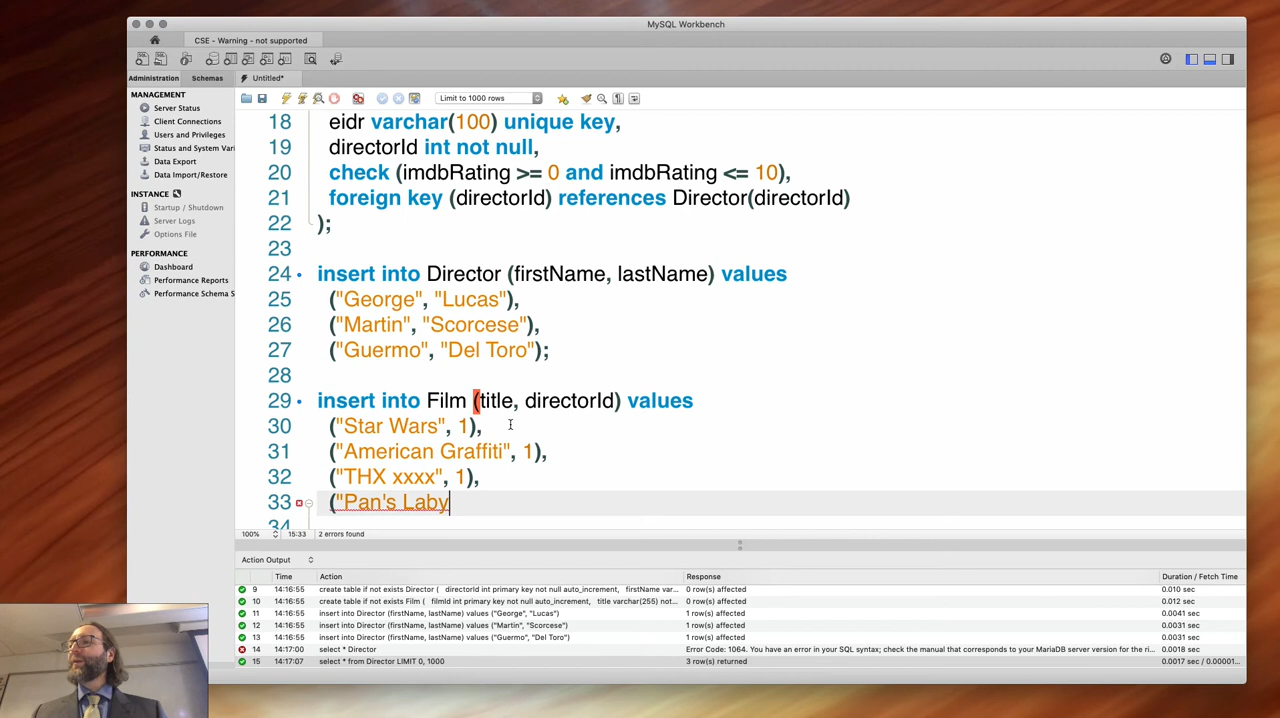 MySQL Workbench
CSE - Warning - not supported
Administration Schemas Untitled*
MANAGEMENT
Server Status
Client Connections
Users and Privileges
Status and System Vari
Data Export
Data Import/Restore
INSTANCE
Startup / Shutdown
Server Logs
Options File
PERFORMANCE
Dashboard
Performance Reports
Performance Schema S
Limit to 1000 rows
18 eidr varchar(100) unique key,
19 directorId int not null,
20 check (imdbRating >= 0 and imdbRating <= 10),
21 foreign key (directorId) references Director(directorId)
22 );
23
24 insert into Director (firstName, lastName) values
25 ("George", "Lucas"),
26 ("Martin", "Scorcese"),
27 ("Guermo", "Del Toro");
28
29 insert into Film (title, directorId) values
30 ("Star Wars", 1),
31 ("American Graffiti", 1),
32 ("THX xxxx", 1),
33 ("Pan's Laby
34
100% 15:33 2 errors found
Action Output
Time Action Response Duration / Fetch Time
9 14:16:55 create table if not exists Director ( directorId int primary key not null auto_increment, firstName var... 0 row(s) affected 0.010 sec
10 14:16:55 create table if not exists Film ( filmId int primary key not null auto_increment, title varchar(255) not... 0 row(s) affected 0.012 sec
11 14:16:55 insert into Director (firstName, lastName) values ("George", "Lucas") 1 row(s) affected 0.0041 sec
12 14:16:55 insert into Director (firstName, lastName) values ("Martin", "Scorcese") 1 row(s) affected 0.0031 sec
13 14:16:55 insert into Director (firstName, lastName) values ("Guermo", "Del Toro") 1 row(s) affected 0.0031 sec
14 14:17:00 select * Director Error Code: 1064. You have an error in your SQL syntax; check the manual that corresponds to your MariaDB server version for the ri... 0.0018 sec
15 14:17:07 select * from Director LIMIT 0, 1000 3 row(s) returned 0.0017 sec / 0.00001...